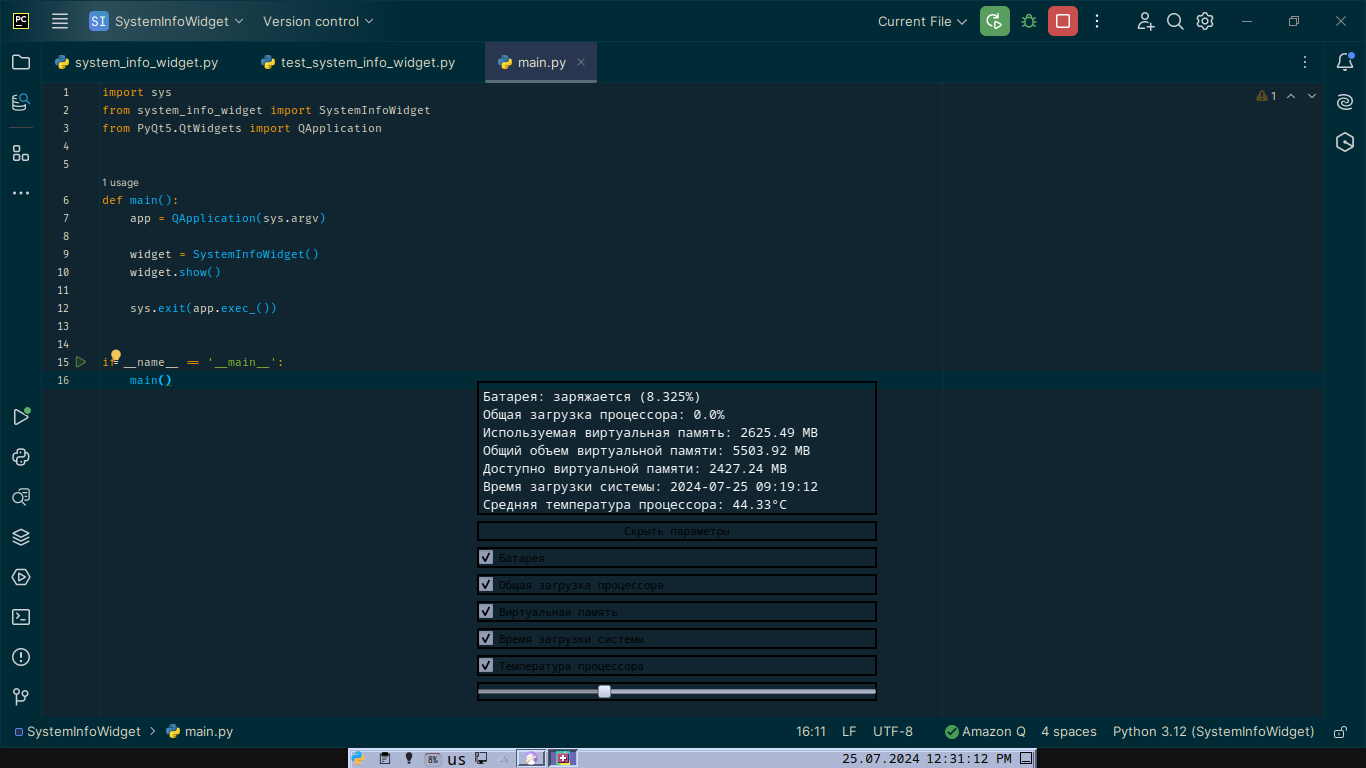 PC SI SystemInfoWidget Version control Current File
system_info_widget.py test_system_info_widget.py main.py
1 import sys
2 from system_info_widget import SystemInfoWidget
3 from PyQt5.QtWidgets import QApplication
4
5
1 usage
6 def main():
7 app = QApplication(sys.argv)
8
9 widget = SystemInfoWidget()
10 widget.show()
11
12 sys.exit(app.exec_())
13
14
15 if __name__ == '__main__':
16 main()
1
Батарея: заряжается (8.325%)
Общая загрузка процессора: 0.0%
Используемая виртуальная память: 2625.49 MB
Общий объем виртуальной памяти: 5503.92 MB
Доступно виртуальной памяти: 2427.24 MB
Время загрузки системы: 2024-07-25 09:19:12
Средняя температура процессора: 44.33°C
Скрыть параметры
Батарея
Общая загрузка процессора
Виртуальная память
Время загрузки системы
Температура процессора
SystemInfoWidget main.py 16:11 LF UTF-8 Amazon Q 4 spaces Python 3.12 (SystemInfoWidget)
8% us 25.07.2024 12:31:12 PM